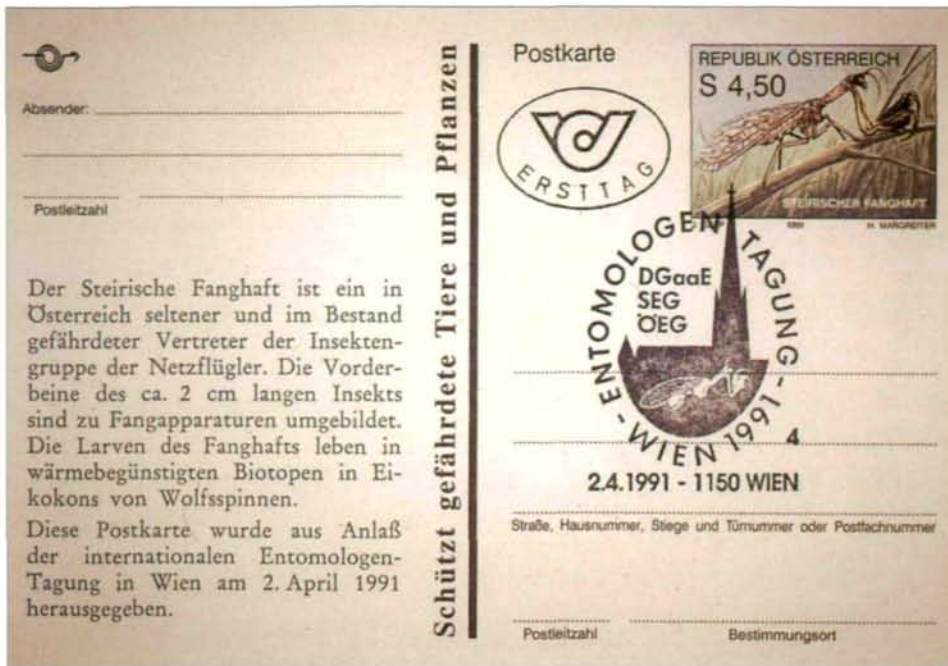 Absender:
Postleitzahl
Der Steirische Fanghaft ist ein in
Österreich seltener und im Bestand
gefährdeter Vertreter der Insekten-
gruppe der Netzflügler. Die Vorder-
beine des ca. 2 cm langen Insekts
sind zu Fangapparaturen umgebildet.
Die Larven des Fanghafts leben in
wärmebegünstigten Biotopen in Ei-
kokons von Wolfsspinnen.
Diese Postkarte wurde aus Anlaß
der internationalen Entomologen-
Tagung in Wien am 2. April 1991
herausgegeben.
Schützt gefährdete Tiere und Pflanzen
Postkarte
REPUBLIK ÖSTERREICH
S 4,50
STEIRISCHER FANGHAFT
1991 H. MARGREITER
ERSTTAG
ENTOMOLOGEN TAGUNG
DGaaE
SEG
ÖEG
- WIEN 1991 -
4
2.4.1991 - 1150 WIEN
Straße, Hausnummer, Stiege und Türnummer oder Postfachnummer
Postleitzahl Bestimmungsort